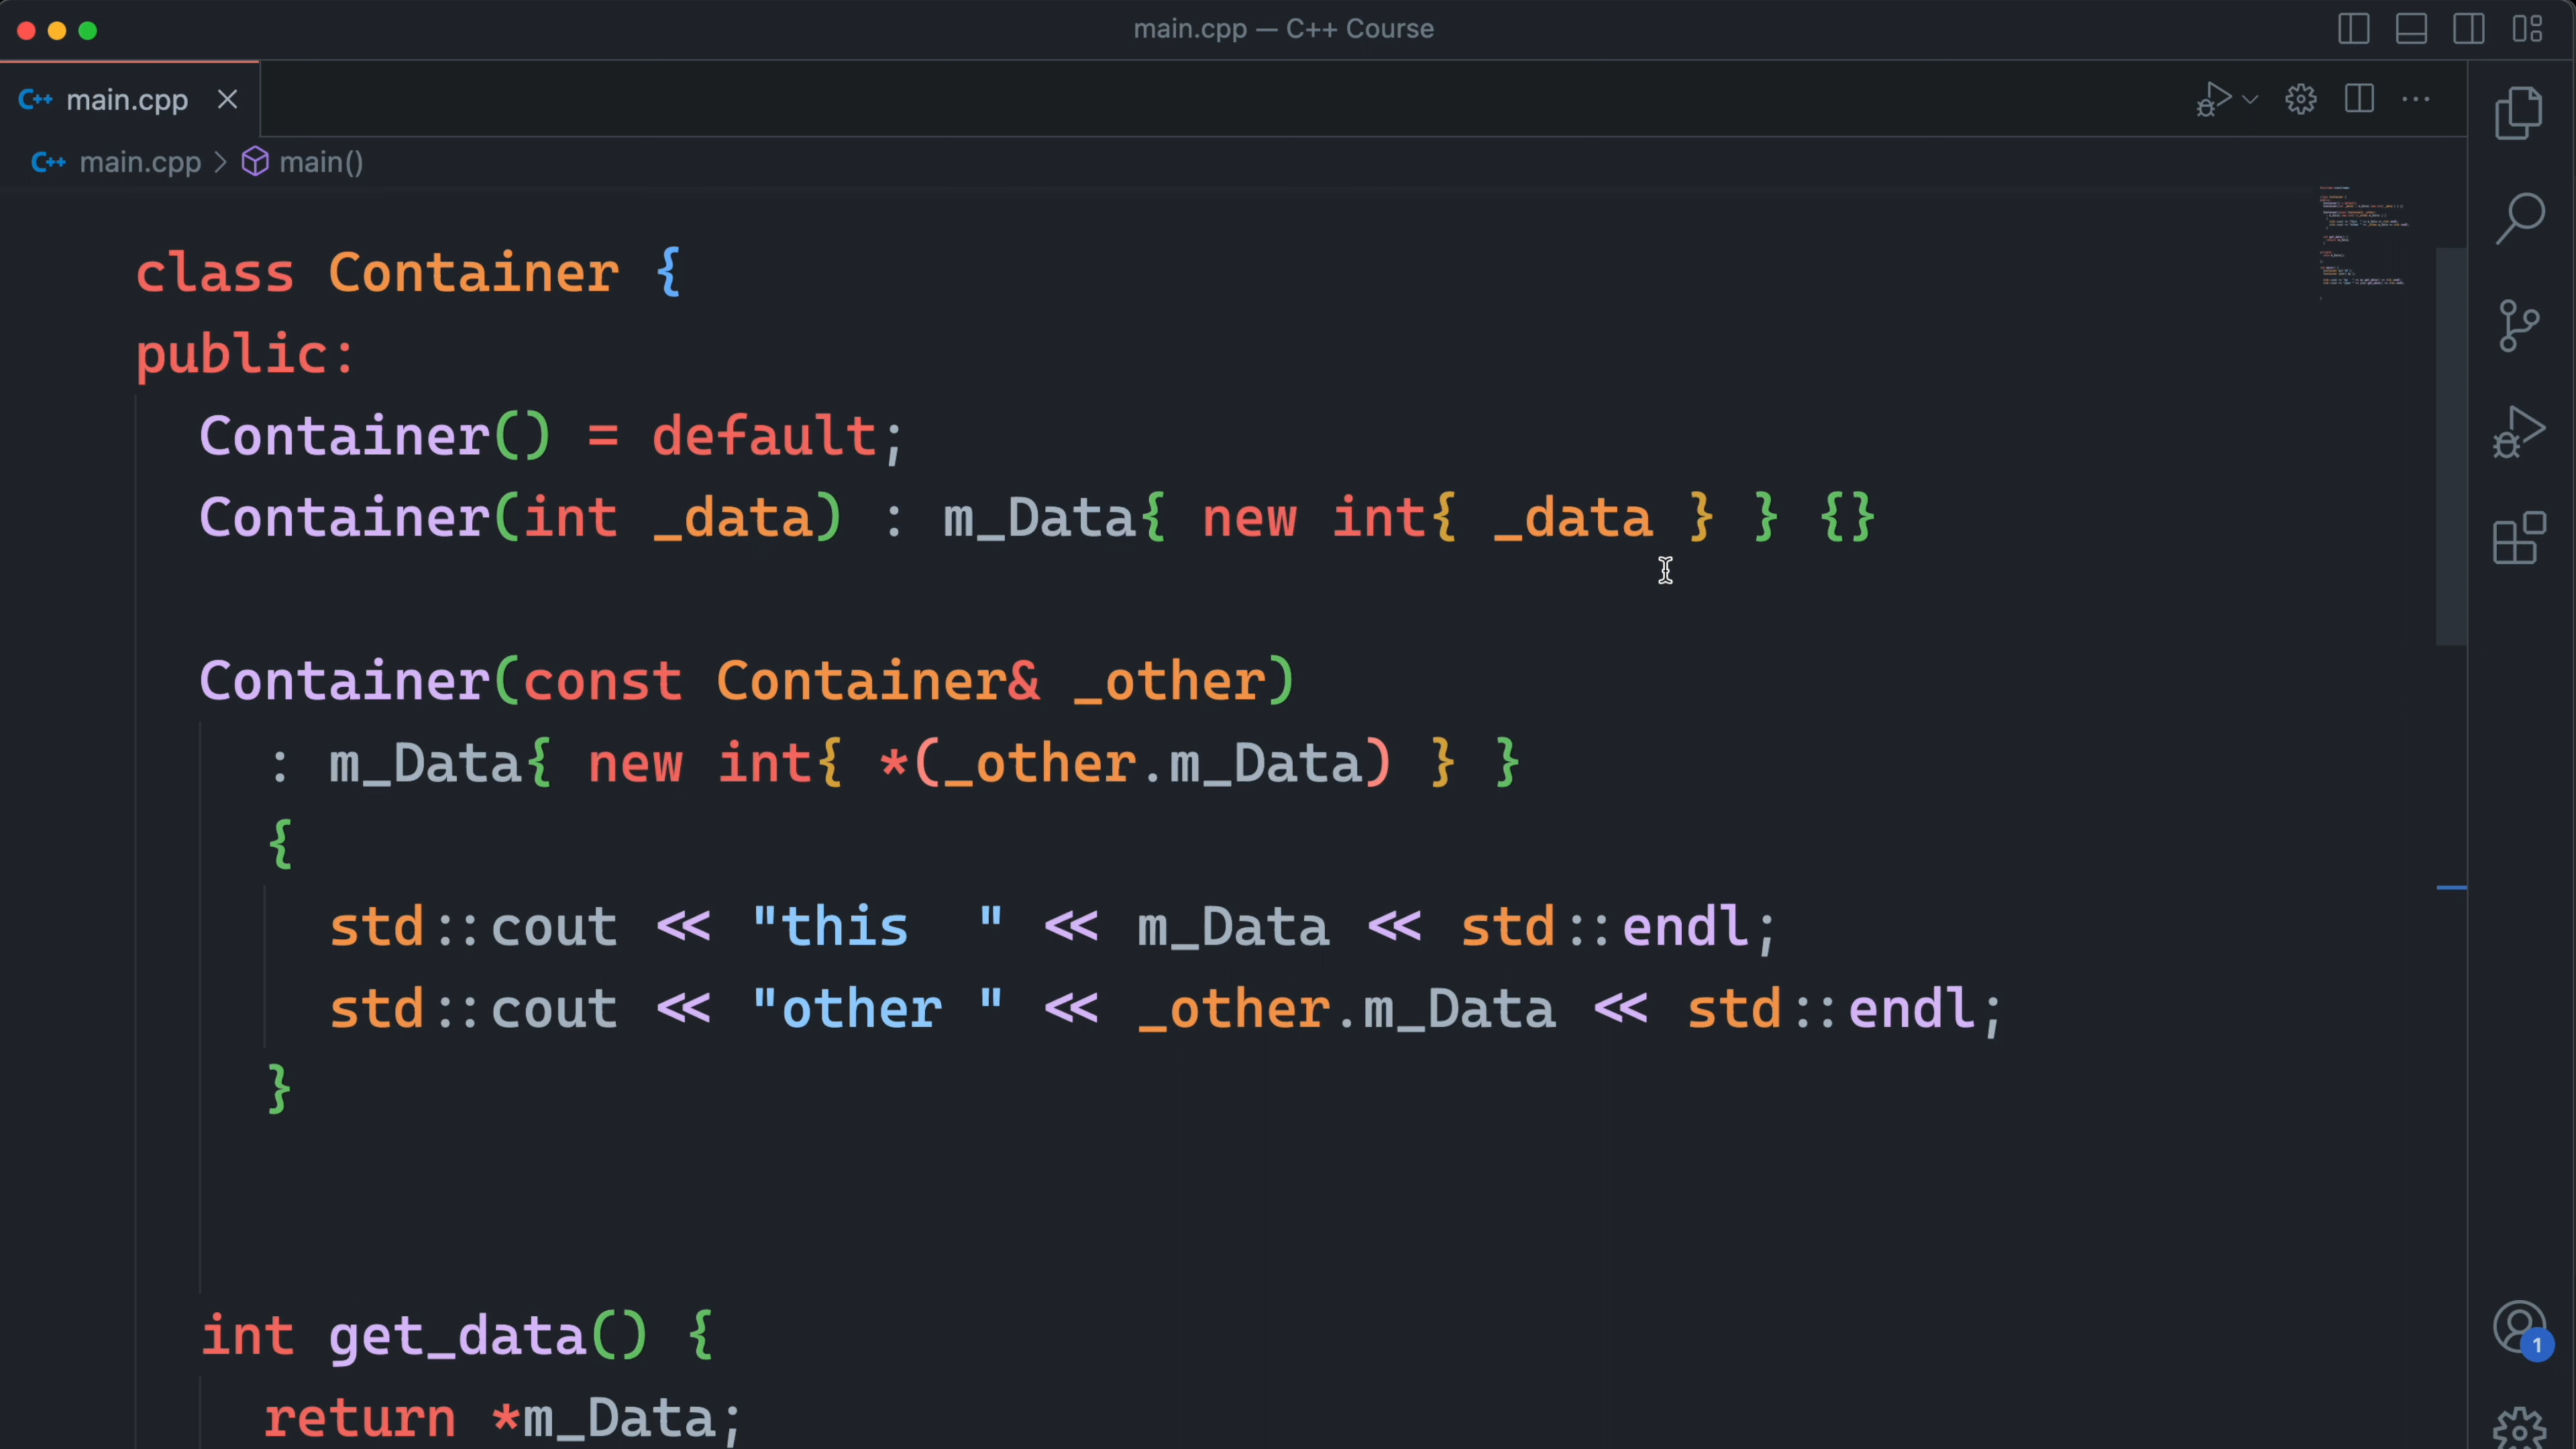 main.cpp — C++ Course
C++ main.cpp
C++ main.cpp > main()
class Container {
public:
Container() = default;
Container(int _data) : m_Data{ new int{ _data } } {}
Container(const Container& _other)
: m_Data{ new int{ *(_other.m_Data) } }
{
std::cout << "this  " << m_Data << std::endl;
std::cout << "other " << _other.m_Data << std::endl;
}
int get_data() {
return *m_Data;
1